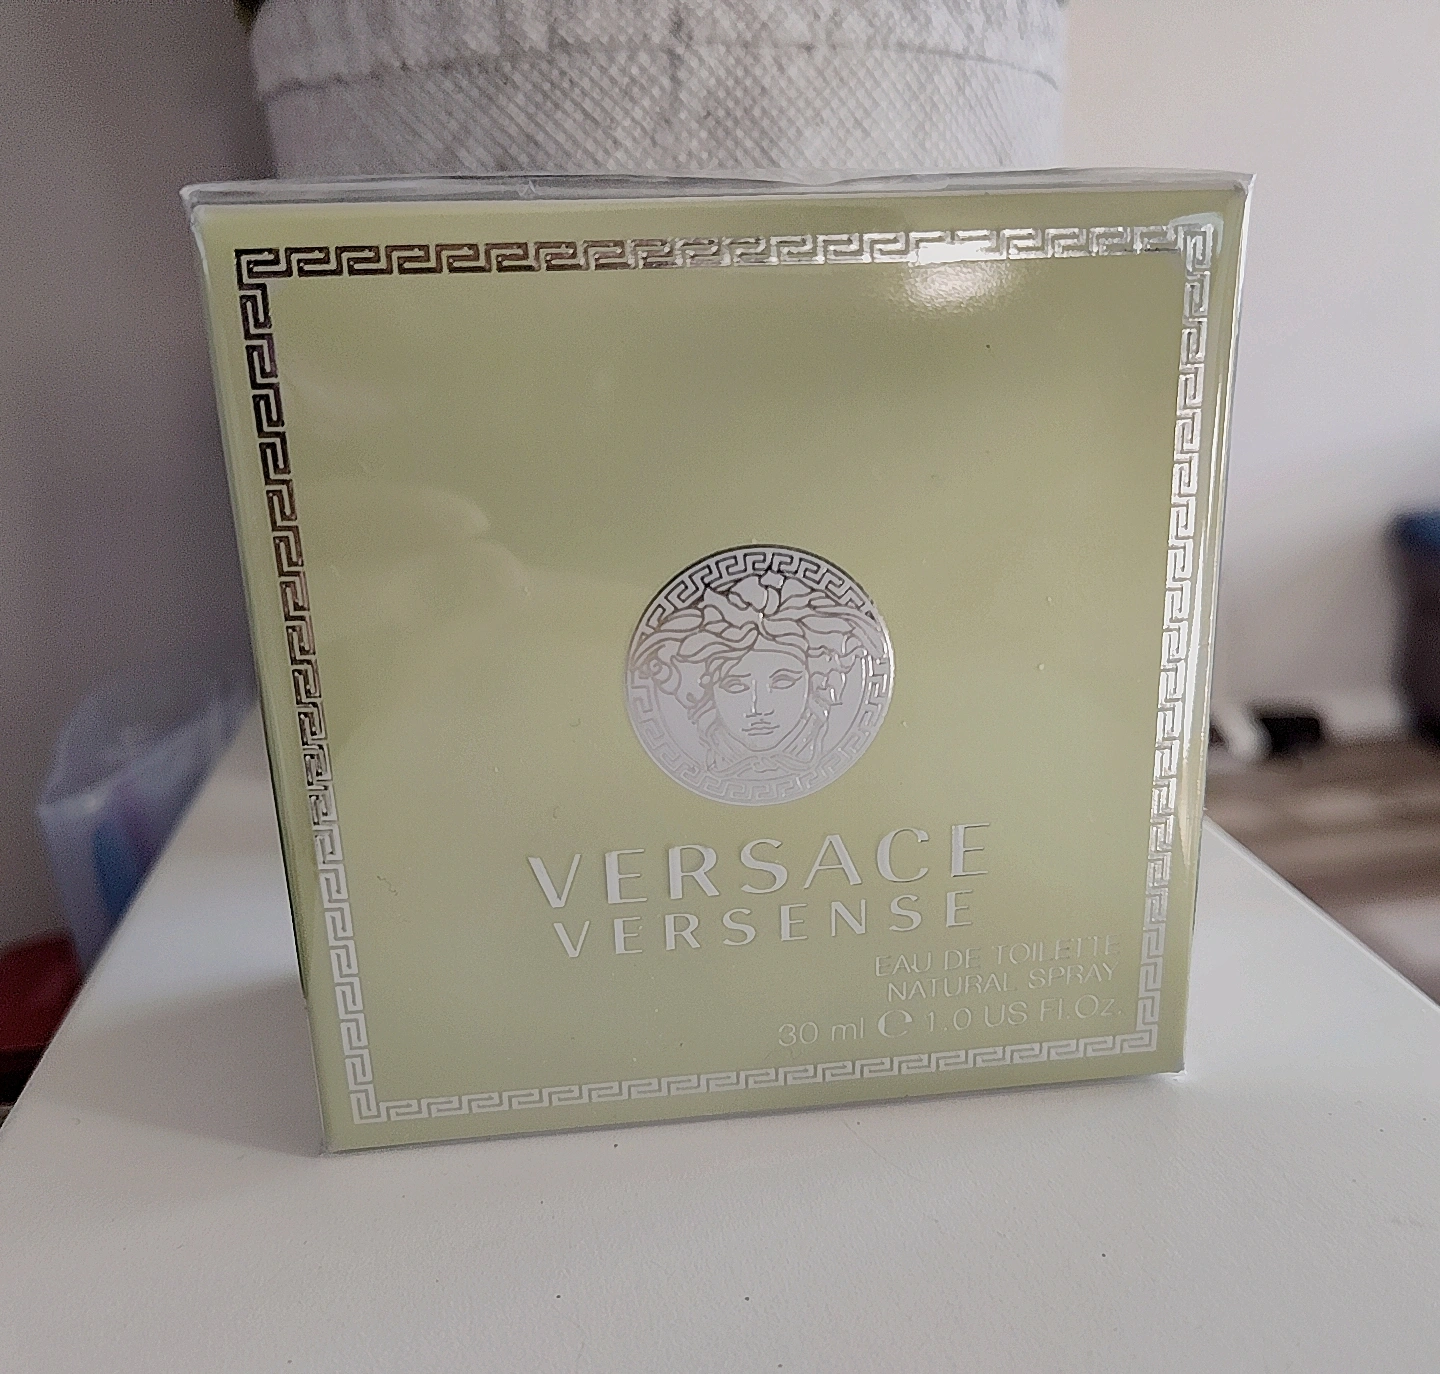 VERSACE
VERSENSE
EAU DE TOILETTE
NATURAL SPRAY
30 ml ℮ 1.0 US Fl.Oz.